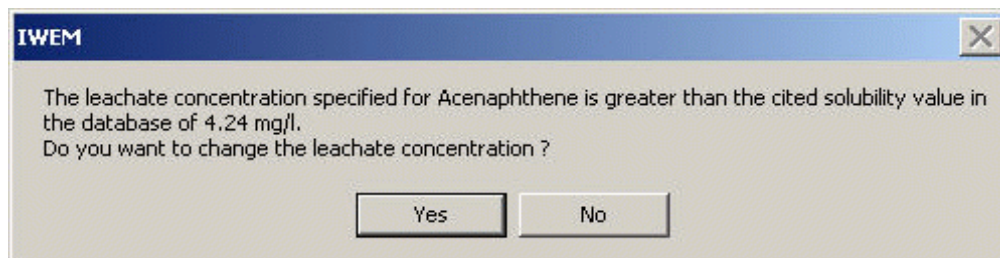 IWEM
The leachate concentration specified for Acenaphthene is greater than the cited solubility value in
the database of 4.24 mg/l.
Do you want to change the leachate concentration ?
Yes No